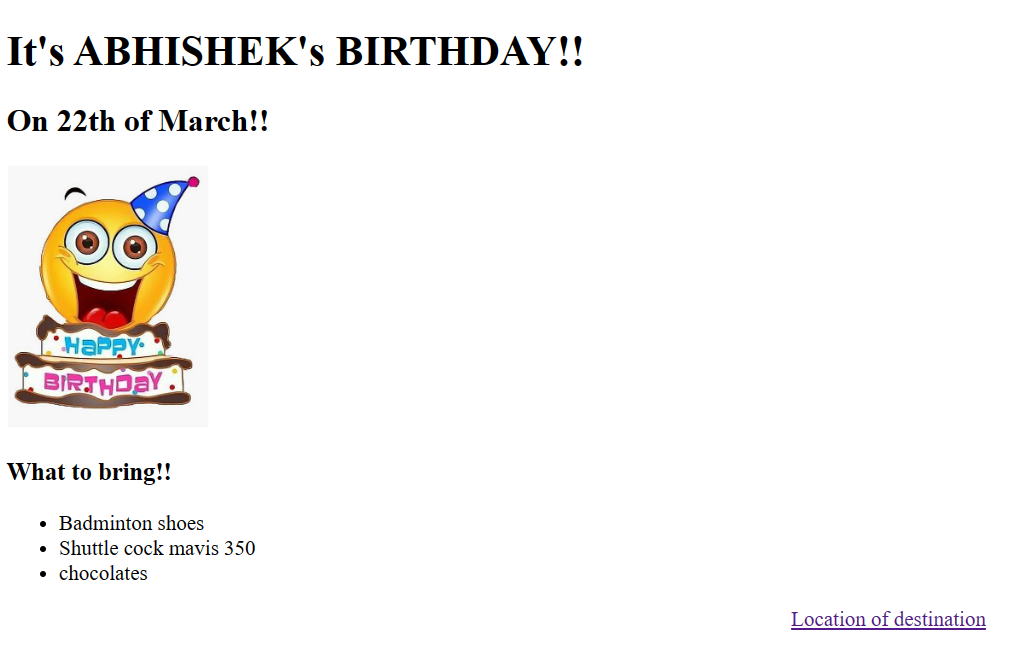 It's ABHISHEK's BIRTHDAY!!
On 22th of March!!
HAPPY
BIRTHDAY
What to bring!!
Badminton shoes
Shuttle cock mavis 350
chocolates
Location of destination